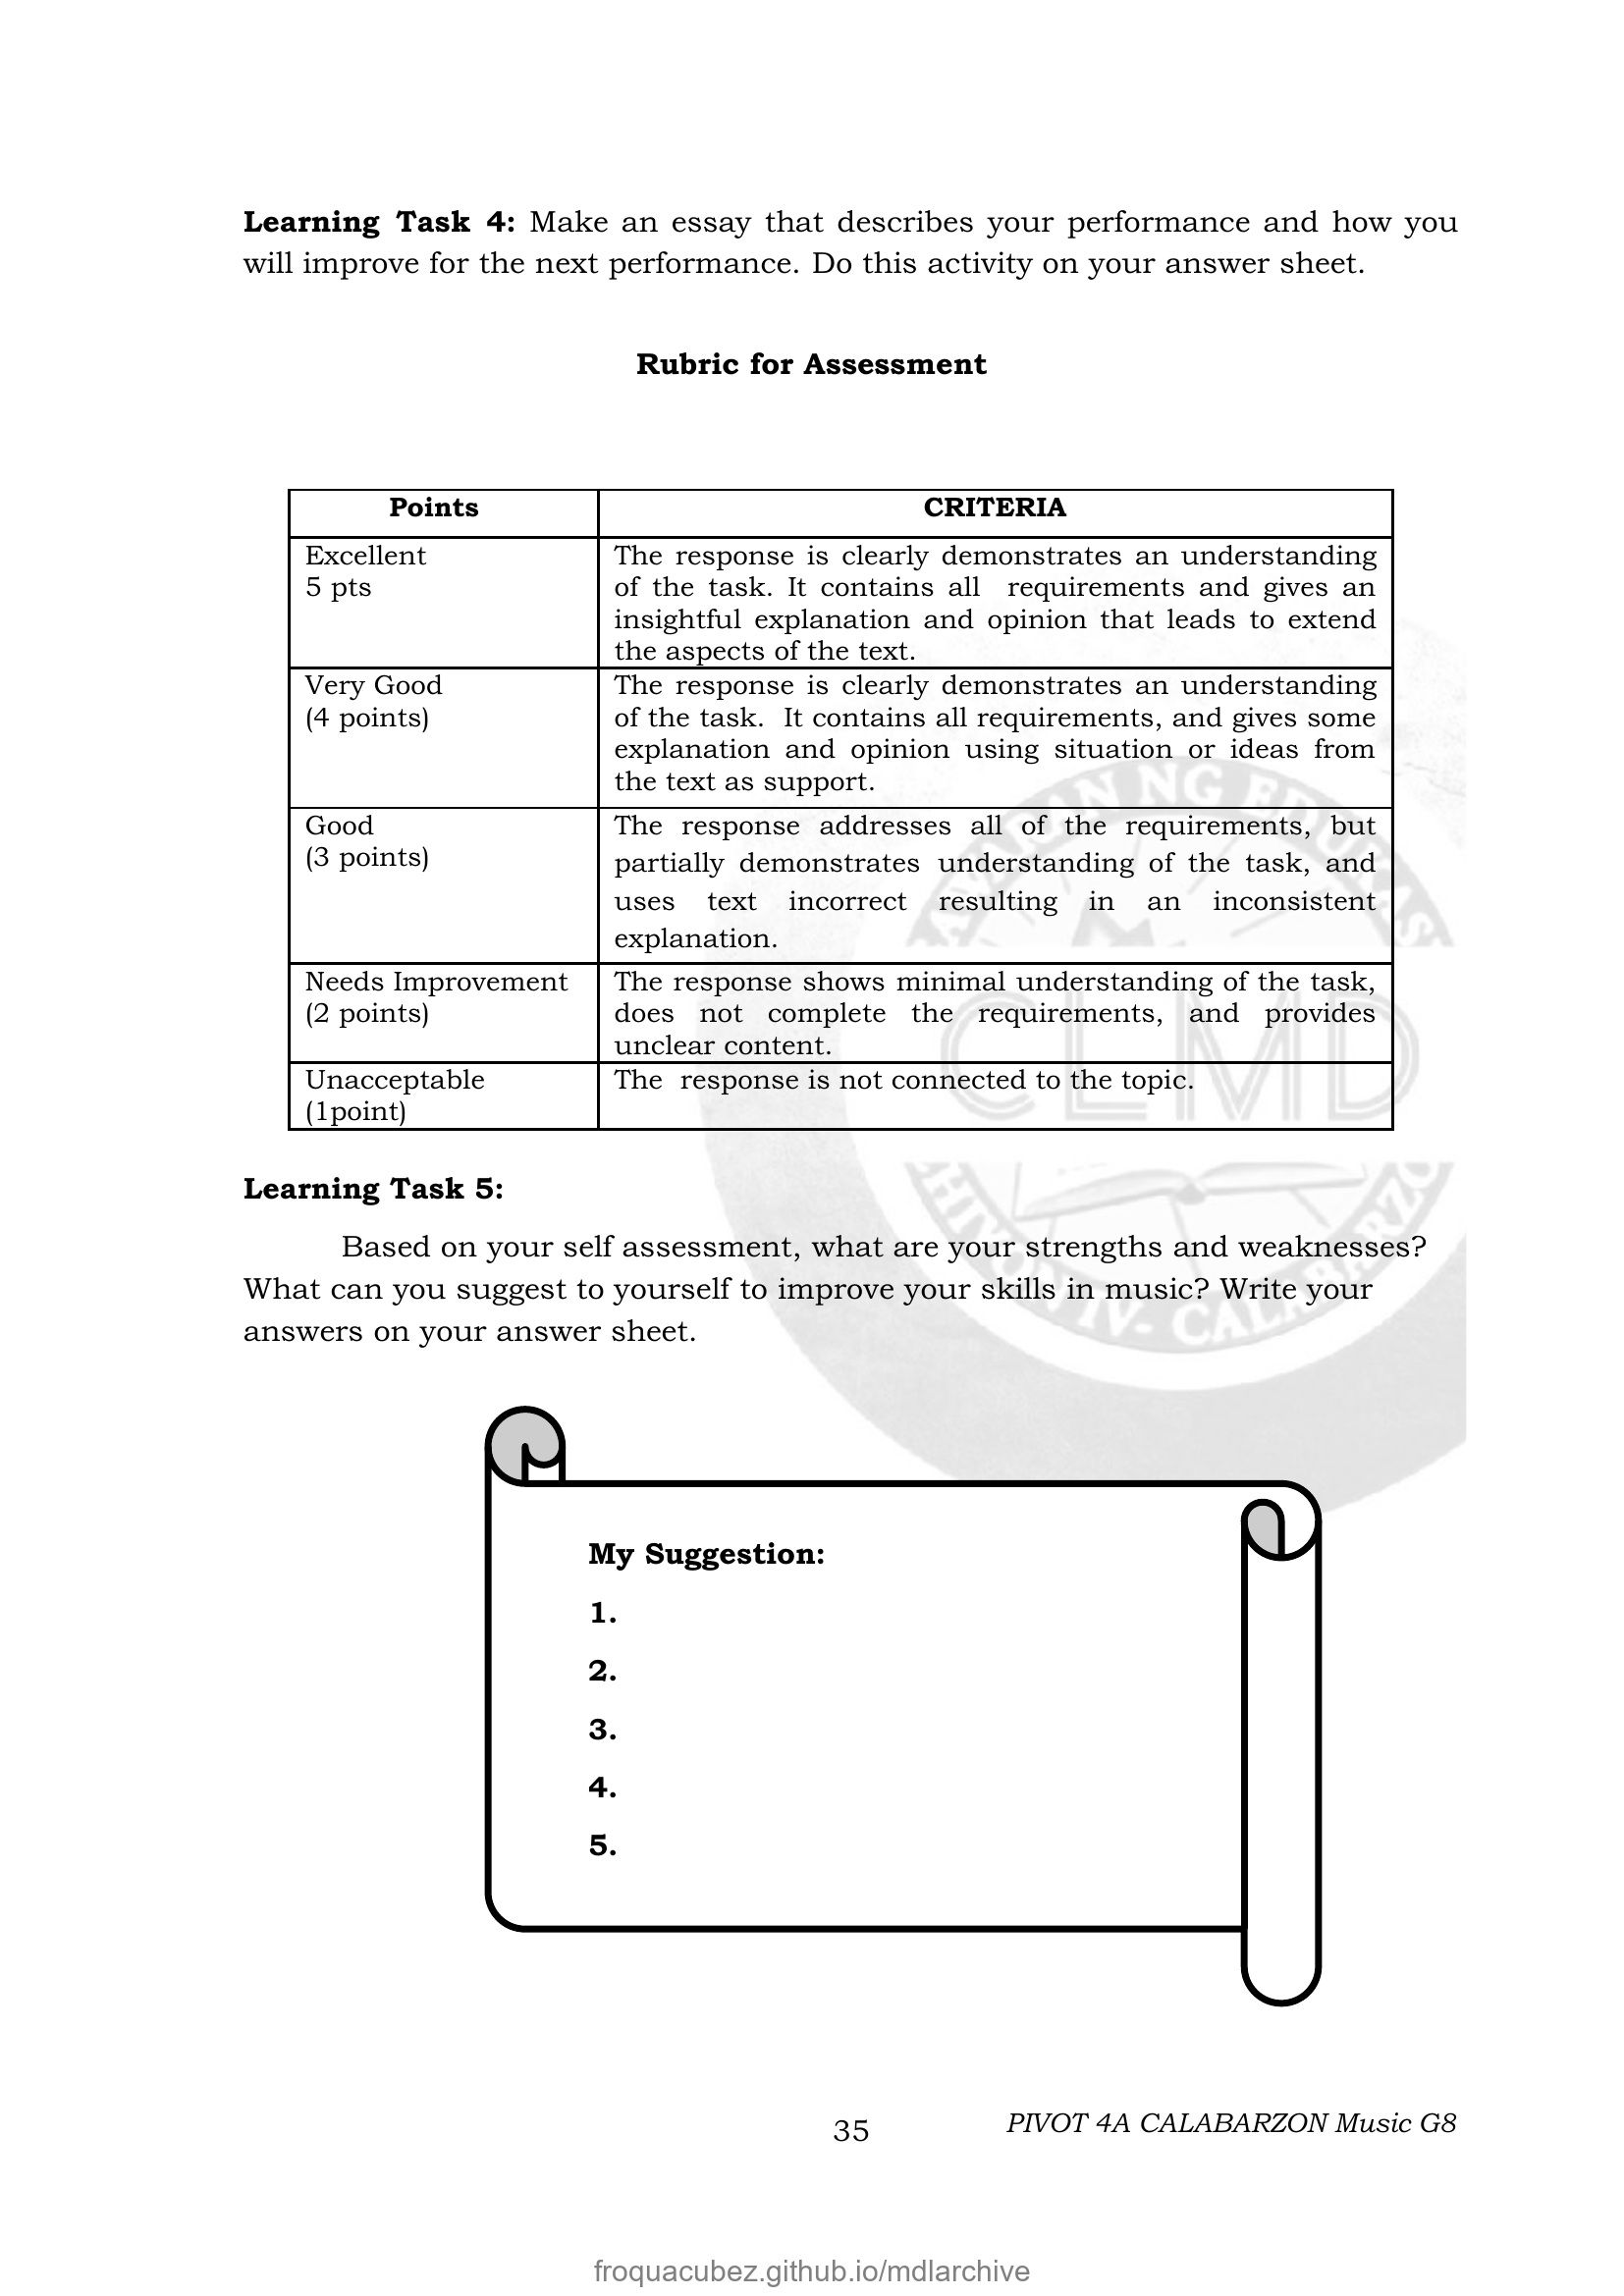 Learning Task 4: Make an essay that describes your performance and how you
will improve for the next performance. Do this activity on your answer sheet.
Rubric for Assessment
Points
CRITERIA
Excellent
5 pts
The response is clearly demonstrates an understanding
of the task. It contains all requirements and gives an
insightful explanation and opinion that leads to extend
the aspects of the text.
Very Good
(4 points)
The response is clearly demonstrates an understanding
of the task. It contains all requirements, and gives some
explanation and opinion using situation or ideas from
the text as support.
Good
(3 points)
The response addresses all of the requirements, but
partially demonstrates understanding of the task, and
uses text incorrect resulting in an inconsistent
explanation.
Needs Improvement
(2 points)
The response shows minimal understanding of the task,
does not complete the requirements, and provides
unclear content.
Unacceptable
(1point)
The response is not connected to the topic.
CLMD
Learning Task 5:
Based on your self assessment, what are your strengths and weaknesses?
What can you suggest to yourself to improve your skills in music? Write your
answers on your answer sheet.
My Suggestion:
1.
2.
3.
4.
5.
35
PIVOT 4A CALABARZON Music G8
froquacubez.github.io/mdlarchive